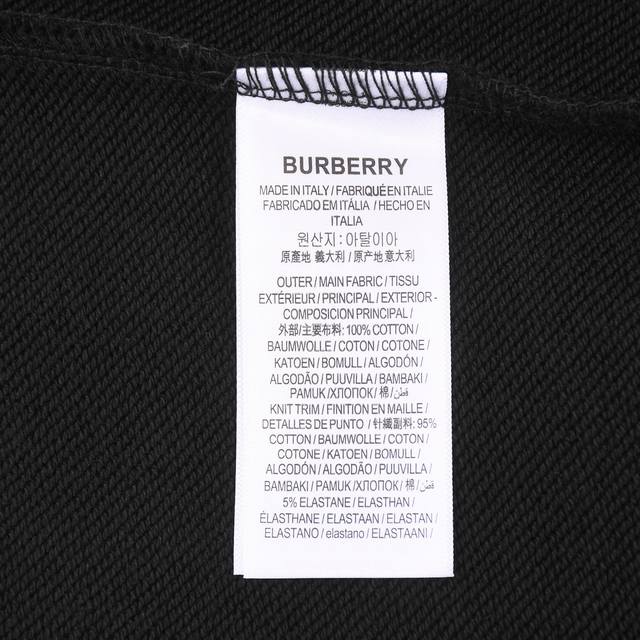 BURBERRY
MADE IN ITALY / FABRIQUÉ EN ITALIE
FABRICADO EM ITÁLIA / HECHO EN
ITALIA
원산지: 아탈이아
原產地 義大利 / 原产地 意大利
OUTER / MAIN FABRIC / TISSU
EXTÉRIEUR / PRINCIPAL / EXTERIOR -
COMPOSICION PRINCIPAL /
外部/主要布料: 100% COTTON /
BAUMWOLLE / COTON / COTONE /
KATOEN / BOMULL / ALGODÓN /
ALGODÃO / PUUVILLA / BAMBAKI /
PAMUK / ХЛОПОК / 棉 / قطن /
KNIT TRIM / FINITION EN MAILLE /
DETALLES DE PUNTO / 针織副料: 95%
COTTON / BAUMWOLLE / COTON /
COTONE / KATOEN / BOMULL /
ALGODÓN / ALGODÃO / PUUVILLA /
BAMBAKI / PAMUK / ХЛОПОК / 棉 / قطن /
5% ELASTANE / ELASTHAN /
ÉLASTHANE / ELASTAAN / ELASTAN /
ELASTANO / elastano / ELASTAANI /